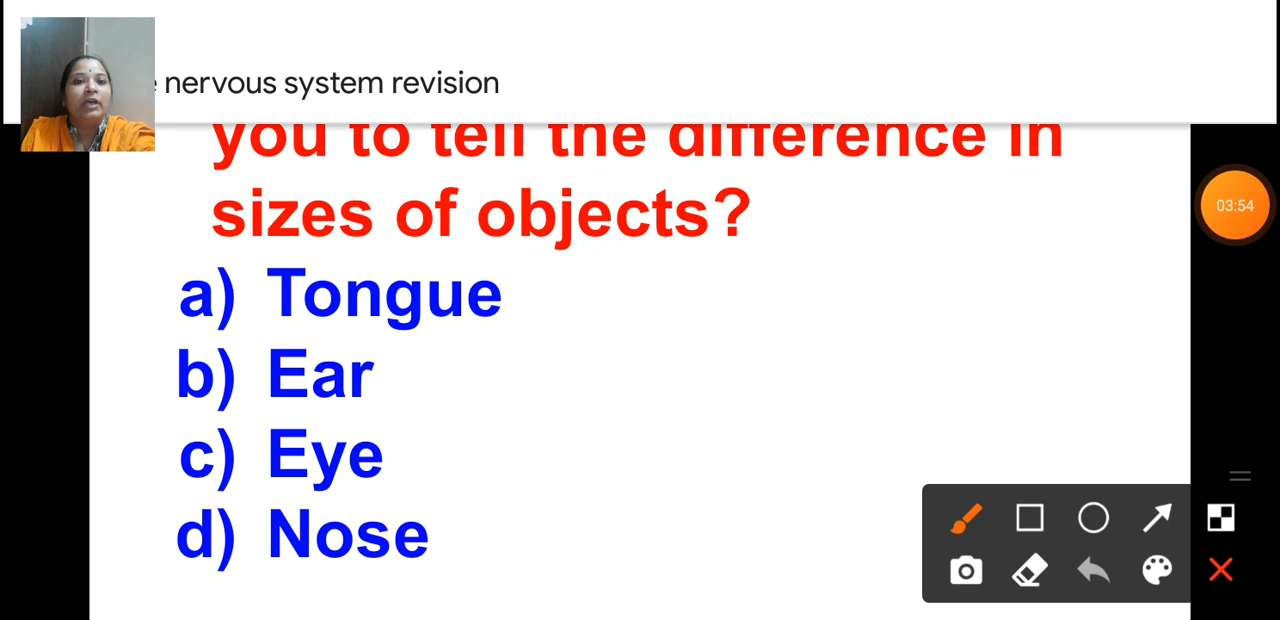 nervous system revision
you to tell the difference in
sizes of objects?
a) Tongue
b) Ear
c) Eye
d) Nose
03:54